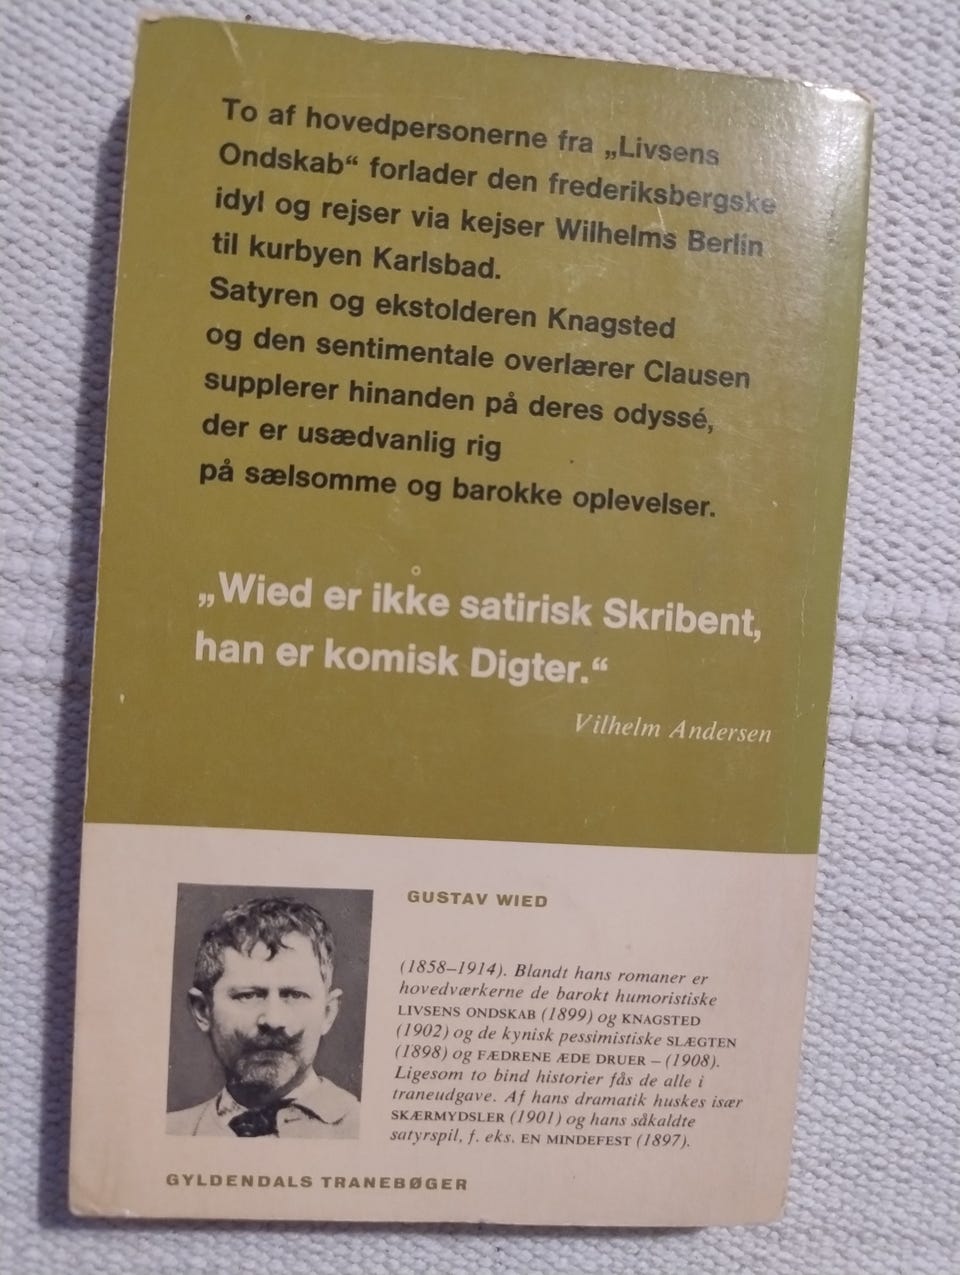 To af hovedpersonerne fra „Livsens
Ondskab“ forlader den frederiksbergske
idyl og rejser via kejser Wilhelms Berlin
til kurbyen Karlsbad.
Satyren og ekstolderen Knagsted
og den sentimentale overlærer Clausen
supplerer hinanden på deres odyssé,
der er usædvanlig rig
på sælsomme og barokke oplevelser.
„Wied er ikke satirisk Skribent,
han er komisk Digter.“
Vilhelm Andersen
GUSTAV WIED
(1858–1914). Blandt hans romaner er
hovedværkerne de barokt humoristiske
LIVSENS ONDSKAB (1899) og KNAGSTED
(1902) og de kynisk pessimistiske SLÆGTEN
(1898) og FÆDRENE ÆDE DRUER – (1908).
Ligesom to bind historier fås de alle i
traneudgave. Af hans dramatik huskes især
SKÆRMYDSLER (1901) og hans såkaldte
satyrspil, f. eks. EN MINDEFEST (1897).
GYLDENDALS TRANEBØGER